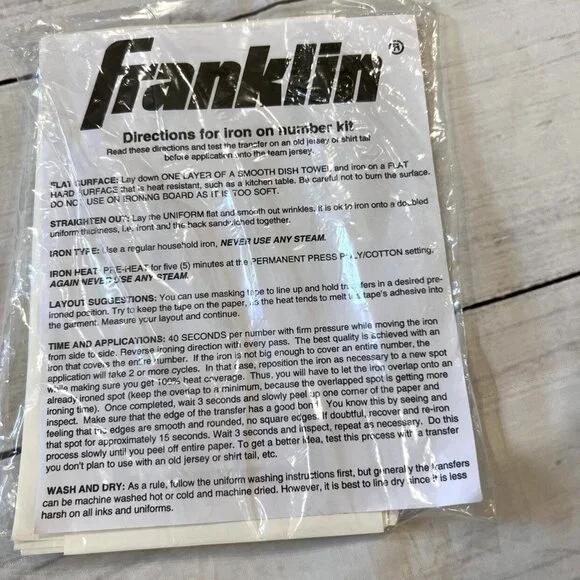 Franklin®
Directions for iron on number kit
Read these directions and test the transfer on an old jersey or shirt tail
before application onto the team jersey.
FLAT SURFACE: Lay down ONE LAYER OF A SMOOTH DISH TOWEL and iron on a FLAT
HARD SURFACE that is heat resistant, such as a kitchen table. Be careful not to burn the surface.
DO NOT USE ON IRONING BOARD AS IT IS TOO SOFT.
STRAIGHTEN OUT: Lay the UNIFORM flat and smooth out wrinkles. It is ok to iron onto a doubled
uniform thickness, i.e. front and the back sandwiched together.
IRON TYPE: Use a regular household iron, NEVER USE ANY STEAM.
IRON HEAT: PRE-HEAT for five (5) minutes at the PERMANENT PRESS POLY/COTTON setting.
AGAIN NEVER USE ANY STEAM.
LAYOUT SUGGESTIONS: You can use masking tape to line up and hold transfers in a desired pre-
ironed position. Try to keep the tape on the paper, as the heat tends to melt the tape's adhesive into
the garment. Measure your layout and continue.
TIME AND APPLICATIONS: 40 SECONDS per number with firm pressure while moving the iron
from side to side. Reverse ironing direction with every pass. The best quality is achieved with an
iron that covers the entire number. If the iron is not big enough to cover an entire number, the
application will take 2 or more cycles. In that case, reposition the iron as necessary to a new spot
while making sure you get 100% heat coverage. Thus, you will have to let the iron overlap onto an
already ironed spot (keep the overlap to a minimum, because the overlapped spot is getting more
ironing time). Once completed, wait 3 seconds and slowly peel up one corner of the paper and
inspect. Make sure that the edge of the transfer has a good bond. You know this by seeing and
feeling that the edges are smooth and rounded, no square edges. If doubtful, recover and re-iron
that spot for approximately 15 seconds. Wait 3 seconds and inspect, repeat as necessary. Do this
process slowly until you peel off entire paper. To get a better idea, test this process with a transfer
you don't plan to use with an old jersey or shirt tail, etc.
WASH AND DRY: As a rule, follow the uniform washing instructions first, but generally the transfers
can be machine washed hot or cold and machine dried. However, it is best to line dry since it is less
harsh on all inks and uniforms.